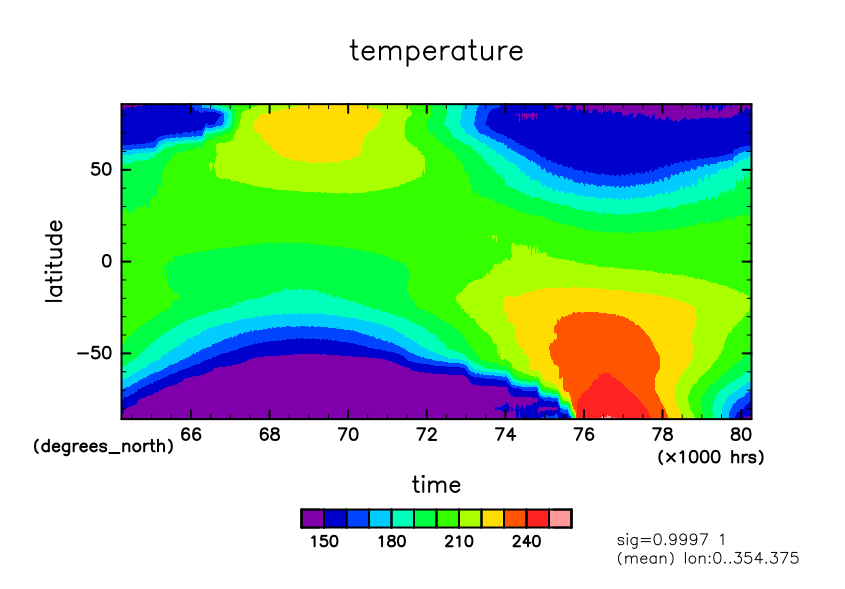 temperature
latitude
50
0
−50
(degrees_north)
66 68 70 72 74 76 78 80
(×1000 hrs)
time
150 180 210 240
sig=0.9997 1
(mean) lon:0..354.375